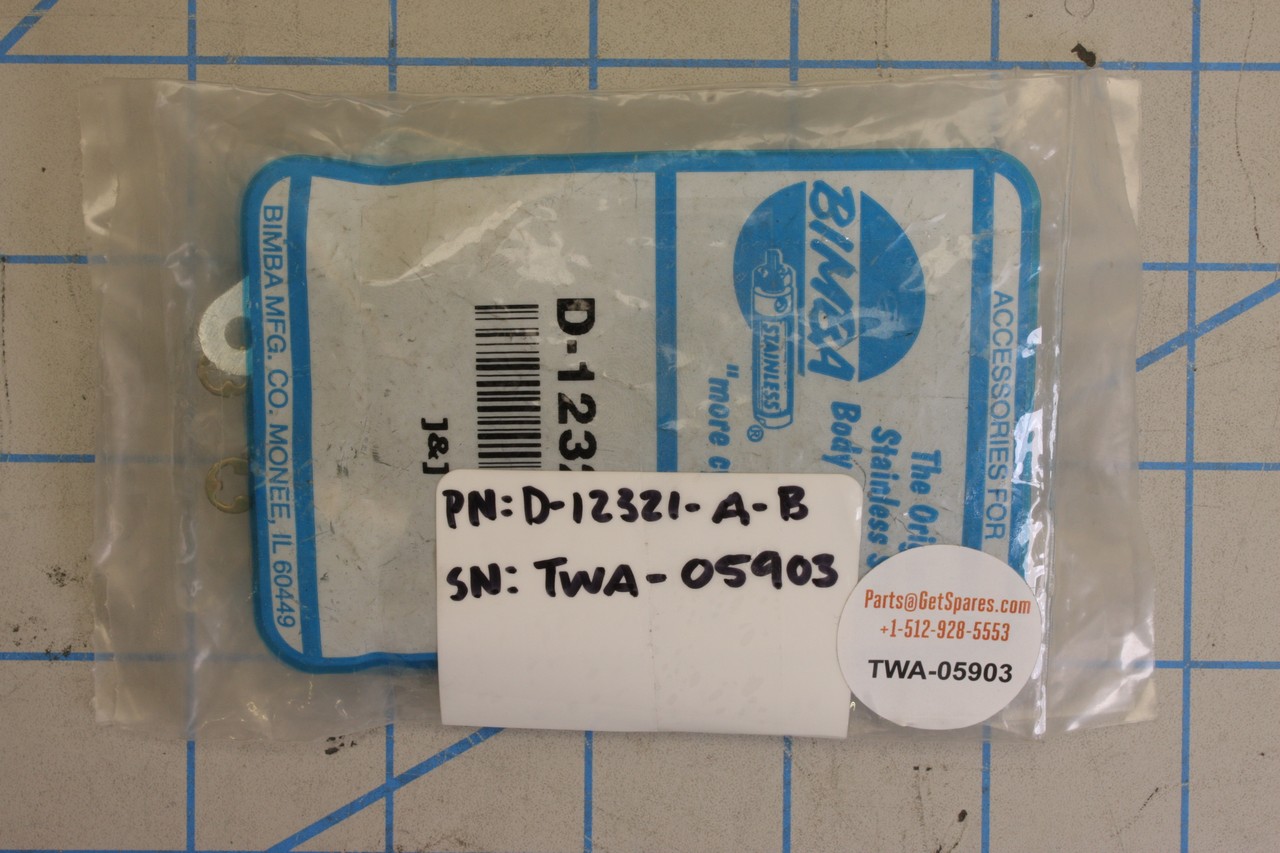 ACCESSORIES FOR
BIMBA
STAINLESS
®
The Ori
Stainless S
Body
"more c
D-1232
]&]
BIMBA MFG. CO. MONEE, IL 60449
PN: D-12321-A-B
SN: TWA-05903
Parts@GetSpares.com
+1-512-928-5553
TWA-05903